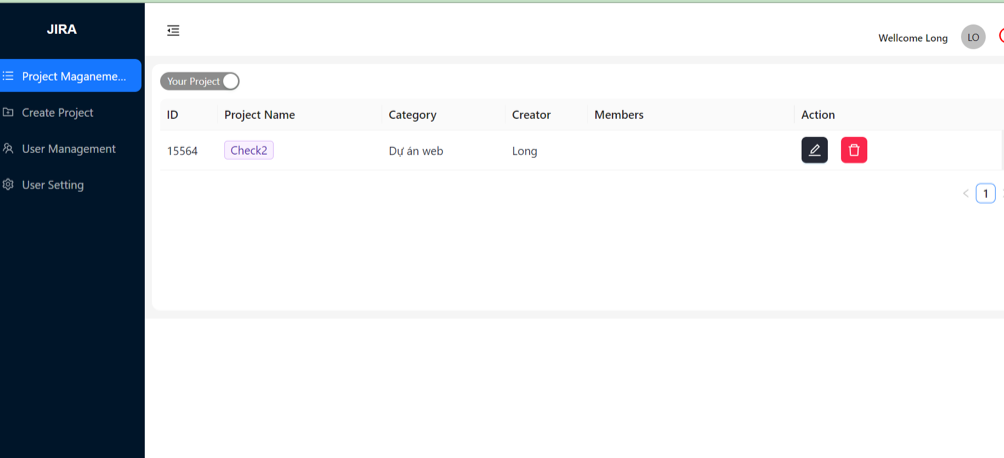 JIRA
Wellcome Long
LO
Project Maganeme...
Your Project
Create Project
ID Project Name Category Creator Members Action
User Management
15564 Check2 Dự án web Long
User Setting
1